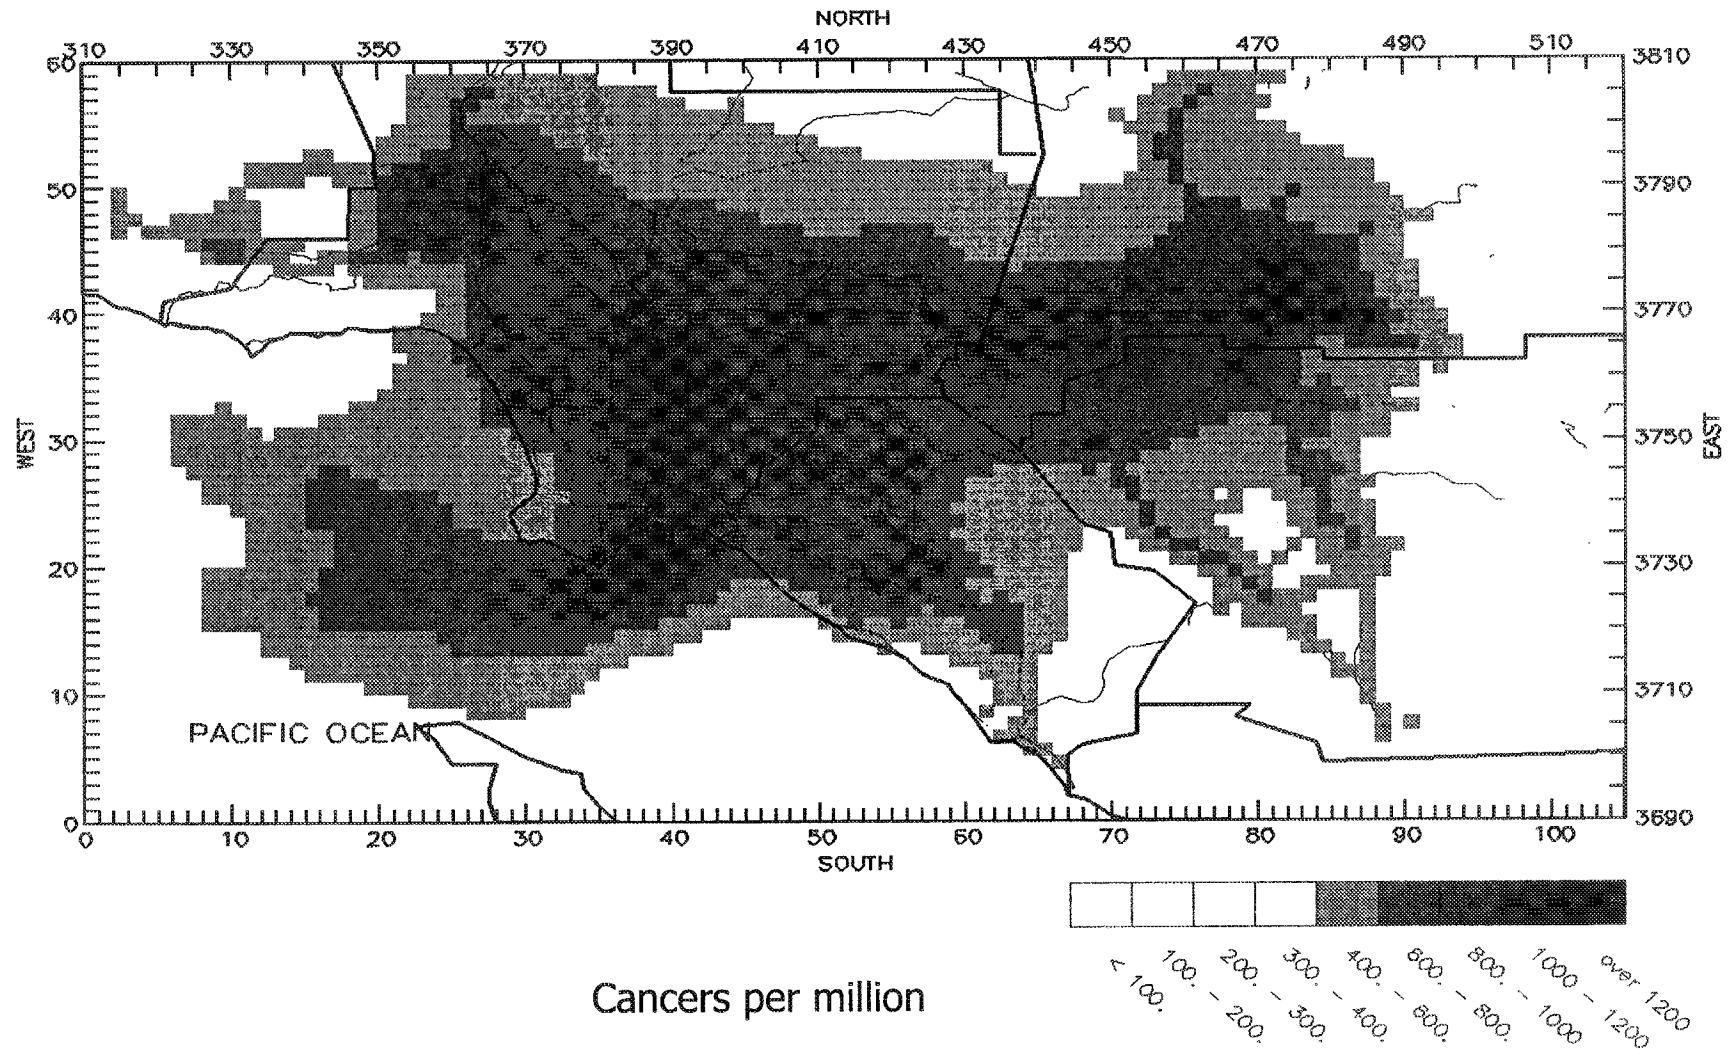 NORTH
310 330 350 370 390 410 430 450 470 490 510
60 3810
50 3790
40 3770
WEST 30 3750 EAST
20 3730
10 3710
PACIFIC OCEAN
0 3690
0 10 20 30 40 50 60 70 80 90 100
SOUTH
< 100.
100. - 200.
200. - 300.
300. - 400.
400. - 600.
600. - 800.
800. - 1000
1000 - 1200
over 1200
Cancers per million